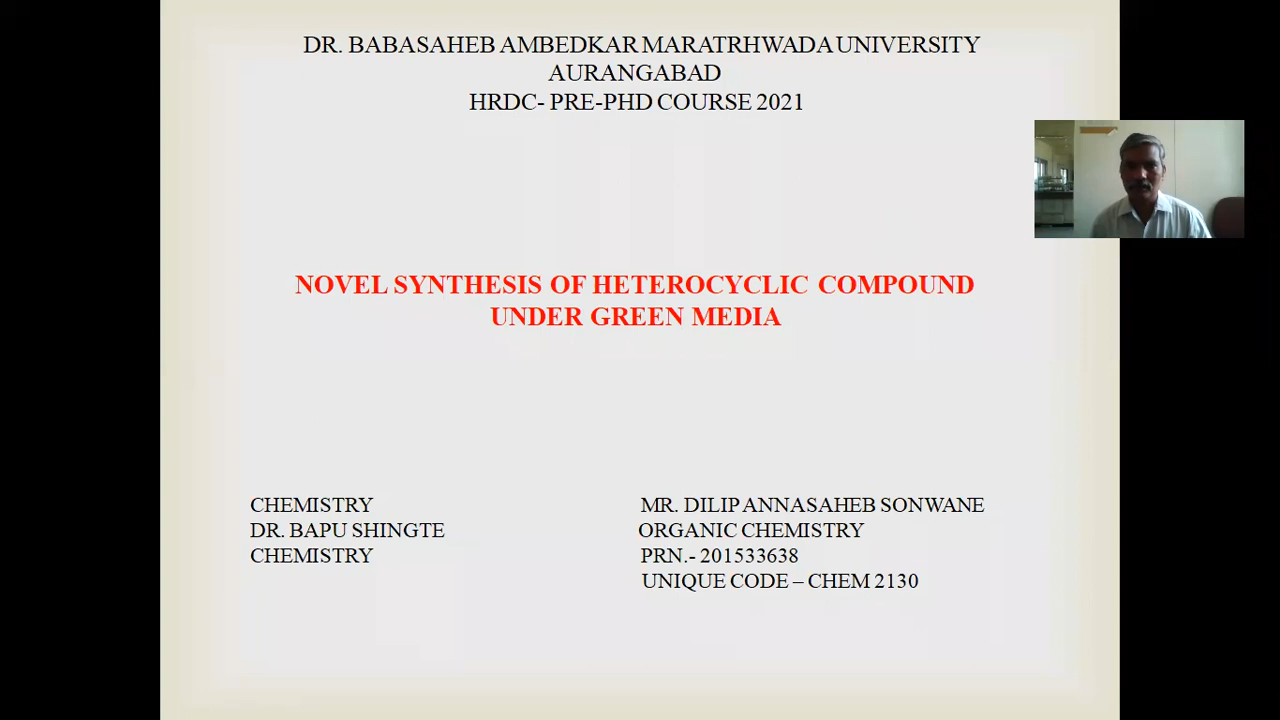 DR. BABASAHEB AMBEDKAR MARATRHWADA UNIVERSITY
AURANGABAD
HRDC- PRE-PHD COURSE 2021
NOVEL SYNTHESIS OF HETEROCYCLIC COMPOUND
UNDER GREEN MEDIA
CHEMISTRY
DR. BAPU SHINGTE
CHEMISTRY
MR. DILIP ANNASAHEB SONWANE
ORGANIC CHEMISTRY
PRN.- 201533638
UNIQUE CODE – CHEM 2130